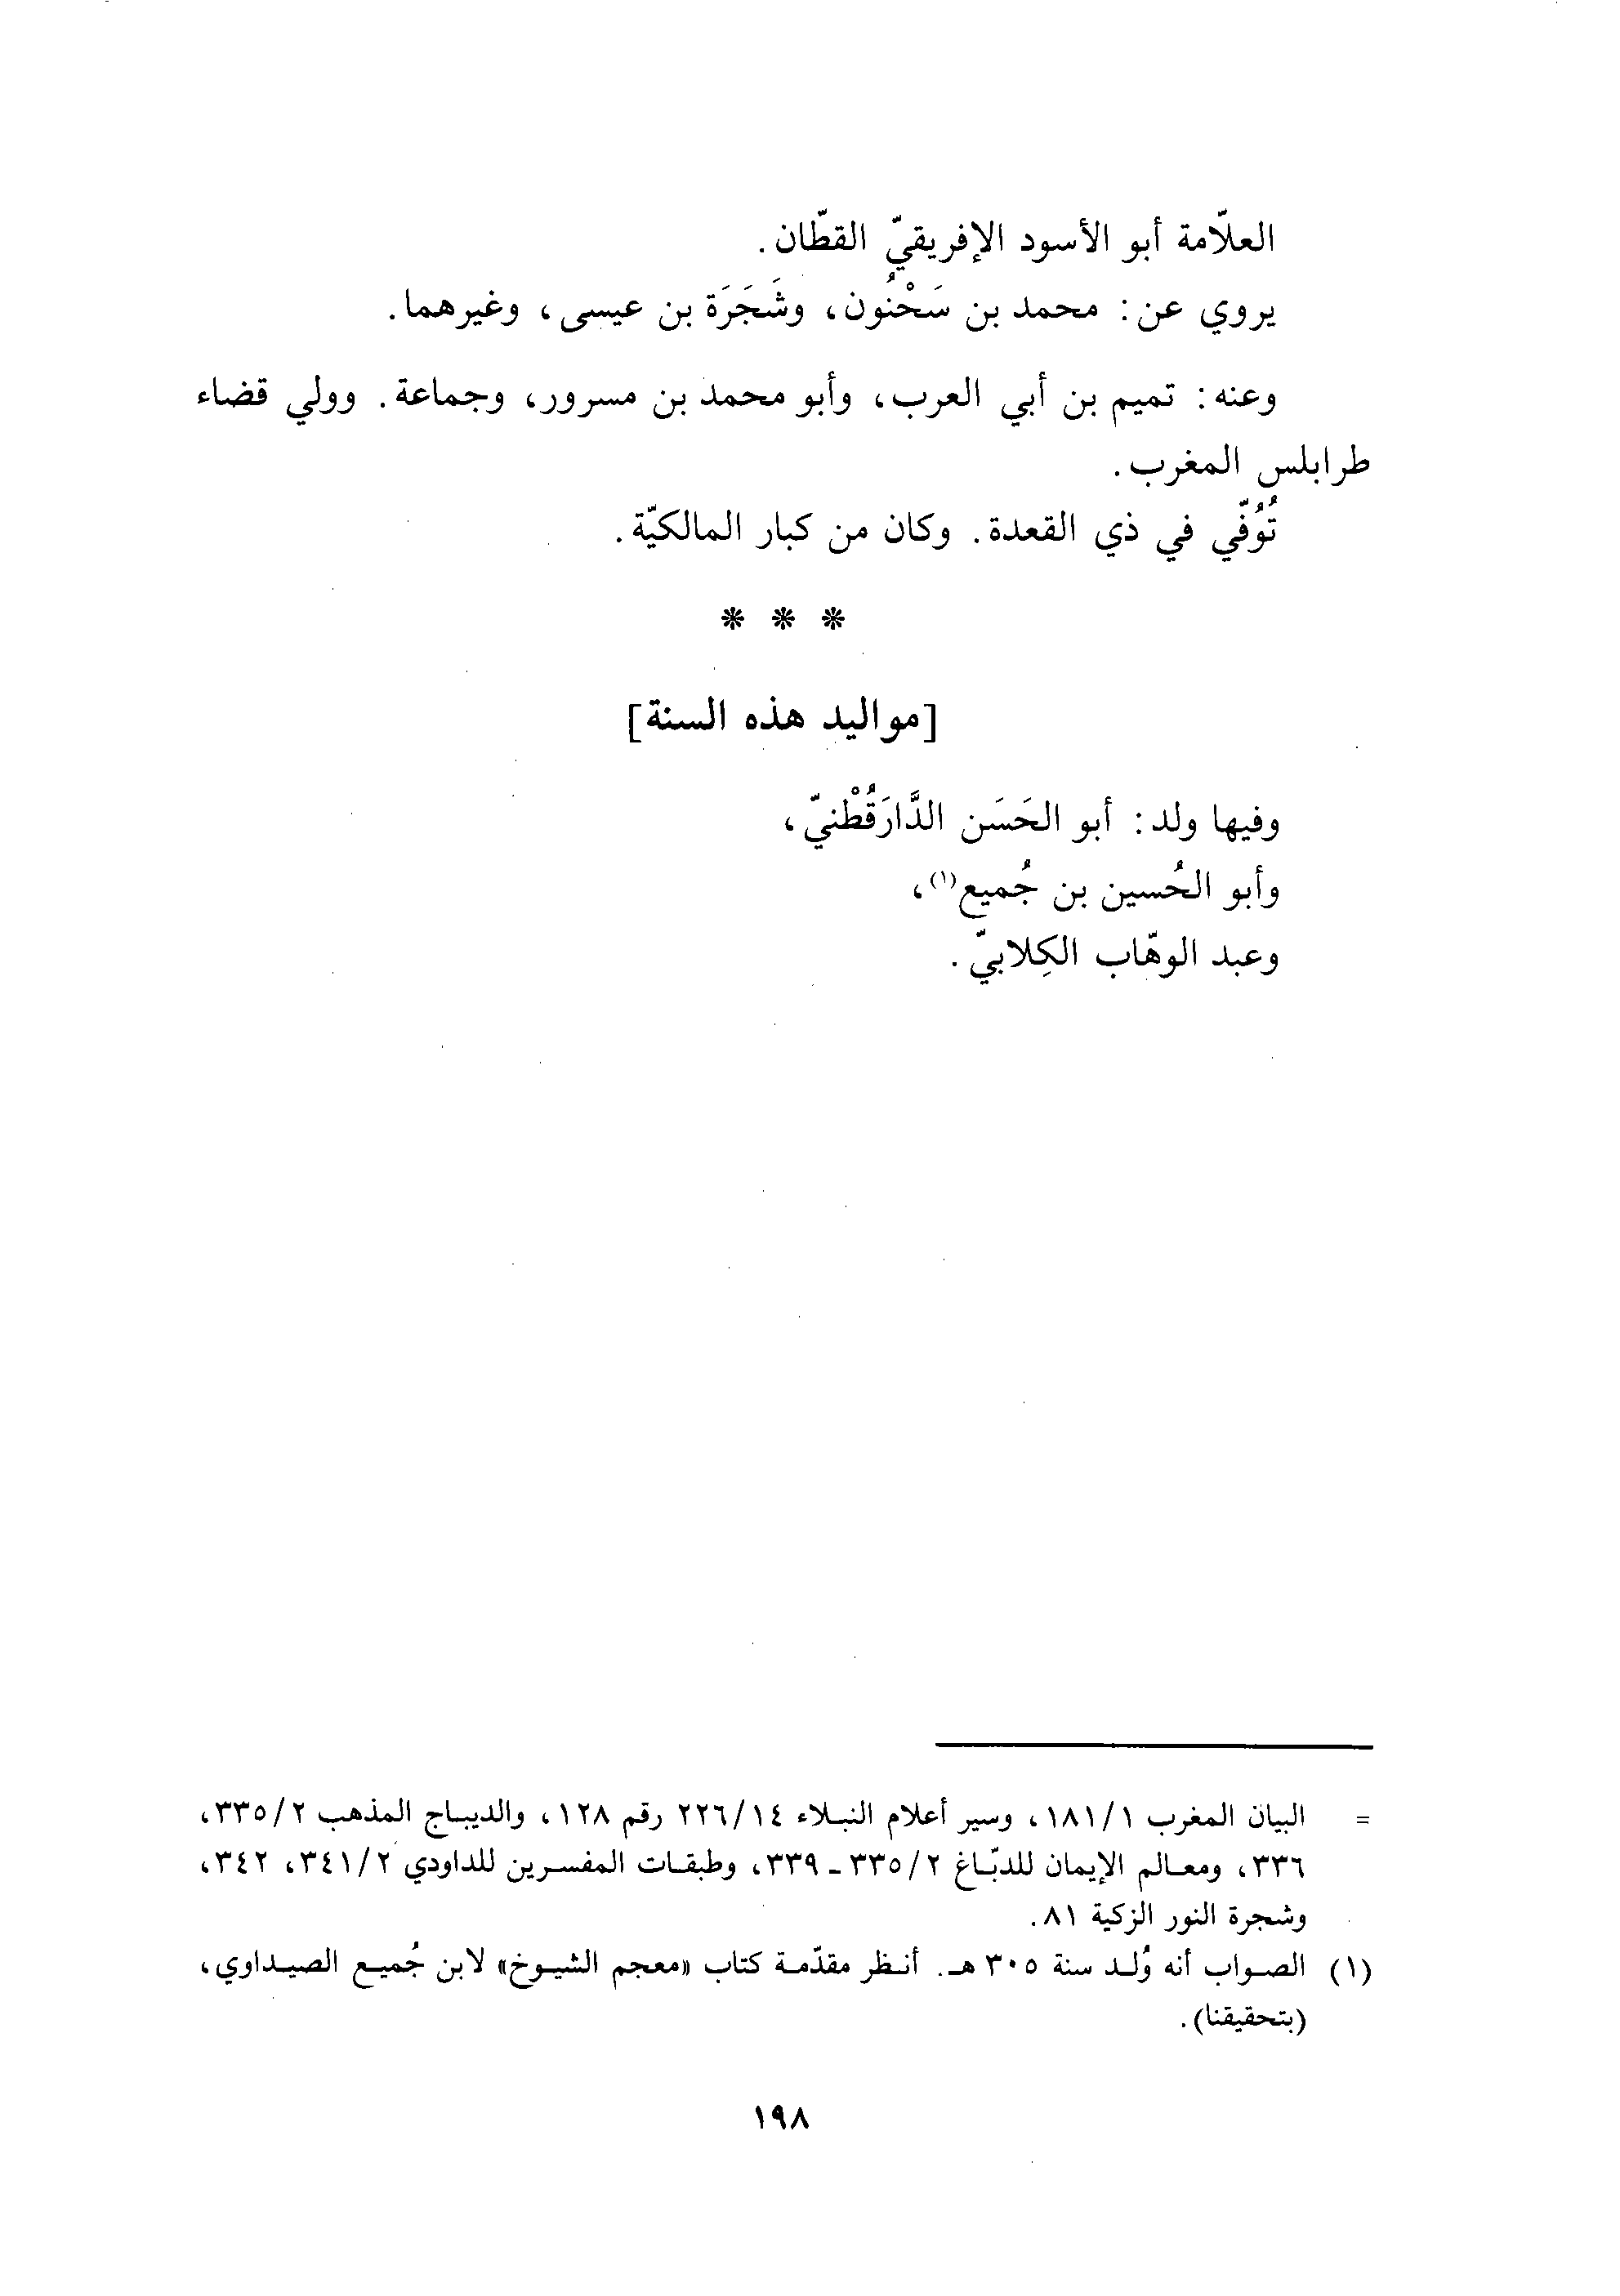 العلّامة أبو الأسود الإفريقيّ القطّان.
يروي عن: محمد بن سَحْنُون، وشَجَرَة بن عيسى، وغيرهما.
وعنه: تميم بن أبي العرب، وأبو محمد بن مسرور، وجماعة. وولي قضاء
طرابلس المغرب.
تُوُفّي في ذي القعدة. وكان من كبار المالكيّة.
* * *
[مواليد هذه السنة]
وفيها ولد: أبو الحَسَن الدَّارَقُطْنيّ،
وأبو الحُسين بن جُميع(١)،
وعبد الوهّاب الكِلابيّ.
= البيان المغرب ١/١٨١، وسير أعلام النبلاء ٢٢٦/١٤ رقم ١٢٨، والديباج المذهب ٣٣٥/٢،
٣٣٦، ومعالم الإيمان للدبّاغ ٣٣٥/٢ - ٣٣٩، وطبقات المفسرين للداودي ٣٤١/٢، ٣٤٢،
وشجرة النور الزكية ٨١.
(١) الصواب أنه وُلد سنة ٣٠٥ هـ. أنظر مقدّمة كتاب «معجم الشيوخ» لابن جُميع الصيداوي،
(بتحقيقنا).
١٩٨